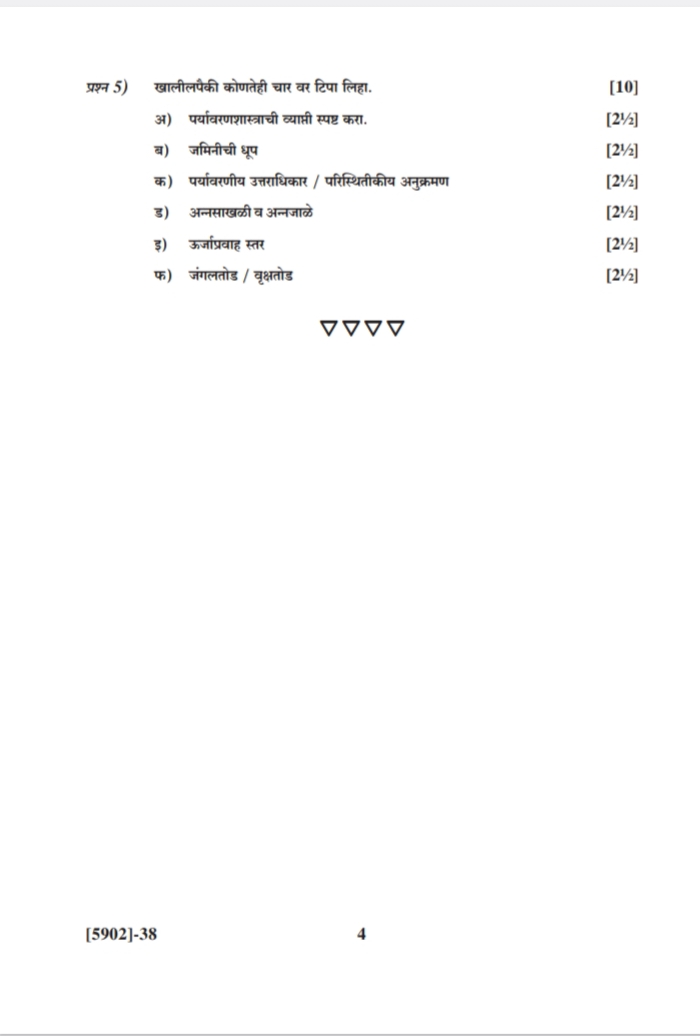 प्रश्न 5) खालीलपैकी कोणतेही चार वर टिपा लिहा. [10]
अ) पर्यावरणशास्त्राची व्याप्ती स्पष्ट करा. [2½]
ब) जमिनीची धूप [2½]
क) पर्यावरणीय उत्तराधिकार / परिस्थितीकीय अनुक्रमण [2½]
ड) अन्नसाखळी व अन्नजाळे [2½]
इ) ऊर्जाप्रवाह स्तर [2½]
फ) जंगलतोड / वृक्षतोड [2½]
▽▽▽▽
[5902]-38 4